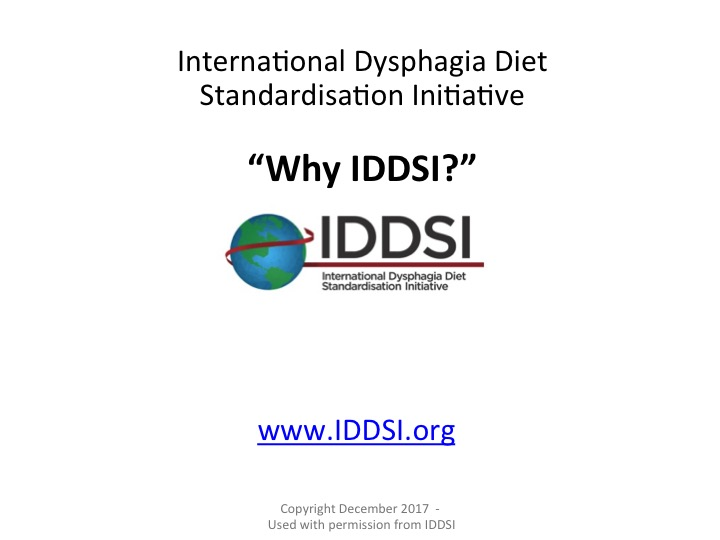 International Dysphagia Diet
Standardisation Initiative
“Why IDDSI?”
IDDSI
International Dysphagia Diet
Standardisation Initiative
www.IDDSI.org
Copyright December 2017 -
Used with permission from IDDSI